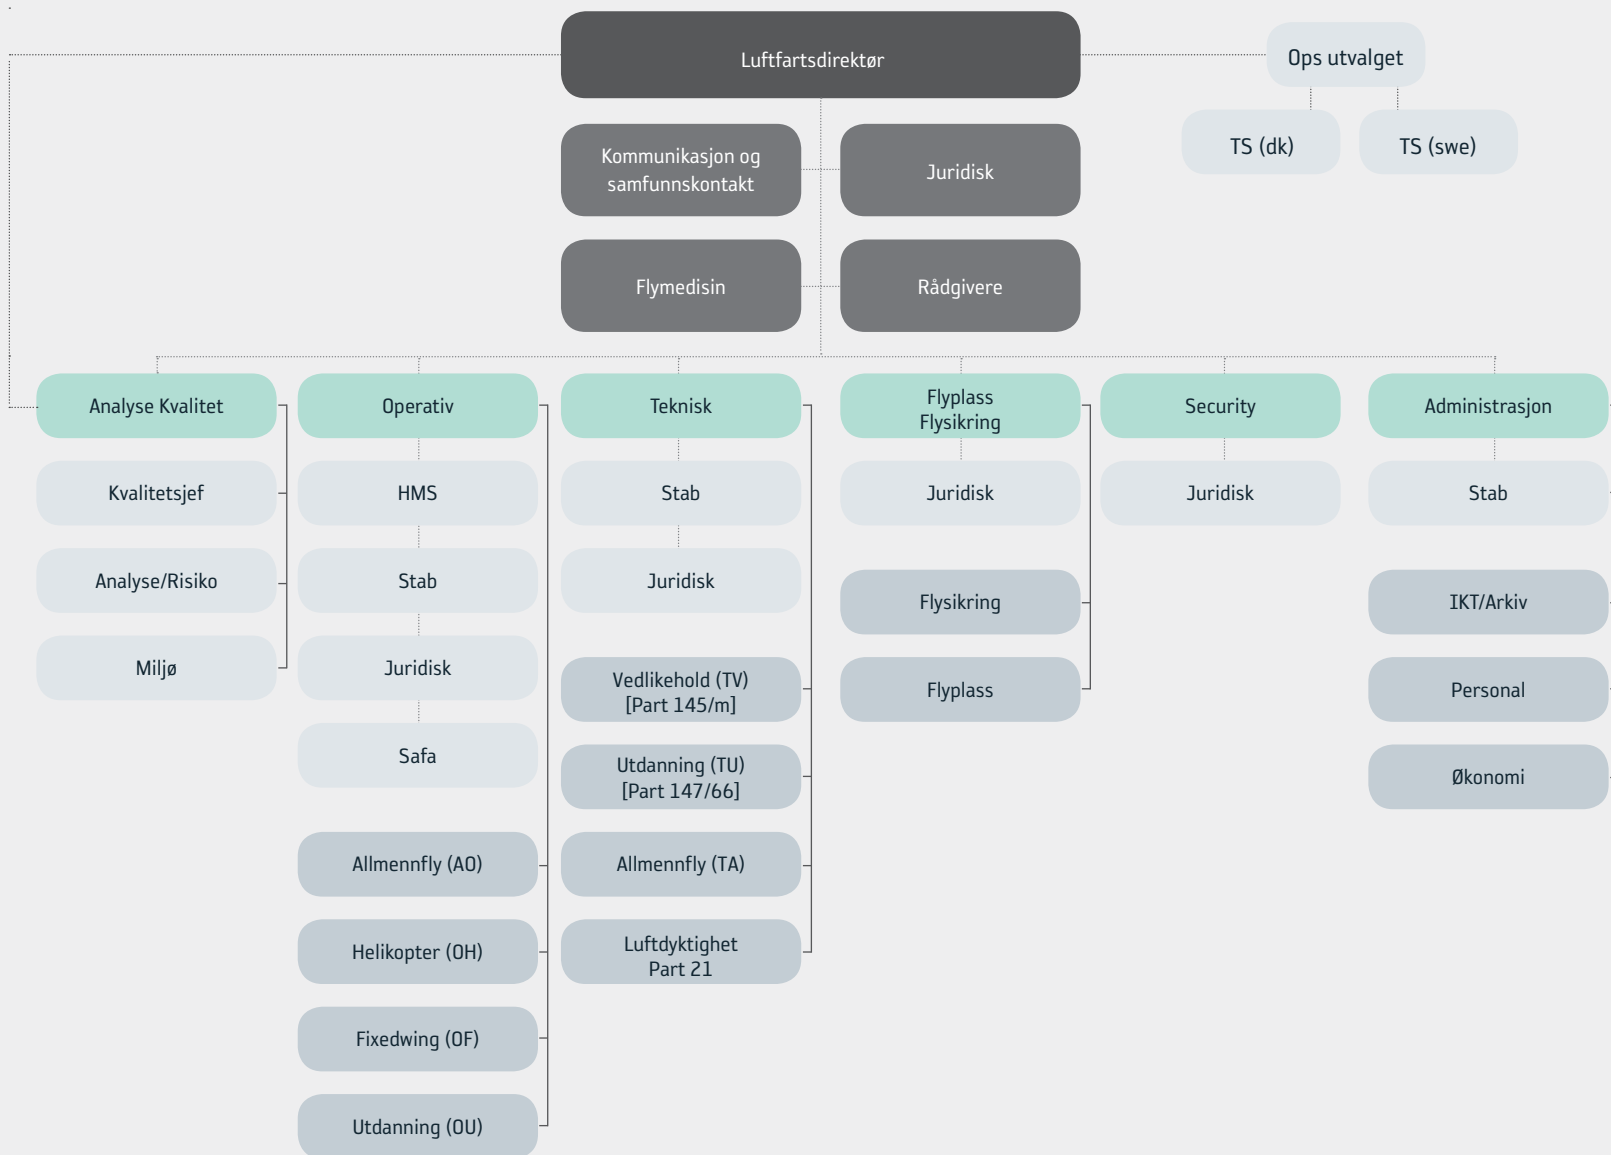 Luftfartsdirektør
Ops utvalget
TS (dk)
TS (swe)
Kommunikasjon og
samfunnskontakt
Juridisk
Flymedisin
Rådgivere
Analyse Kvalitet
Kvalitetsjef
Analyse/Risiko
Miljø
Operativ
HMS
Stab
Juridisk
Safa
Allmennfly (AO)
Helikopter (OH)
Fixedwing (OF)
Utdanning (OU)
Teknisk
Stab
Juridisk
Vedlikehold (TV)
[Part 145/m]
Utdanning (TU)
[Part 147/66]
Allmennfly (TA)
Luftdyktighet
Part 21
Flyplass
Flysikring
Juridisk
Flysikring
Flyplass
Security
Juridisk
Administrasjon
Stab
IKT/Arkiv
Personal
Økonomi